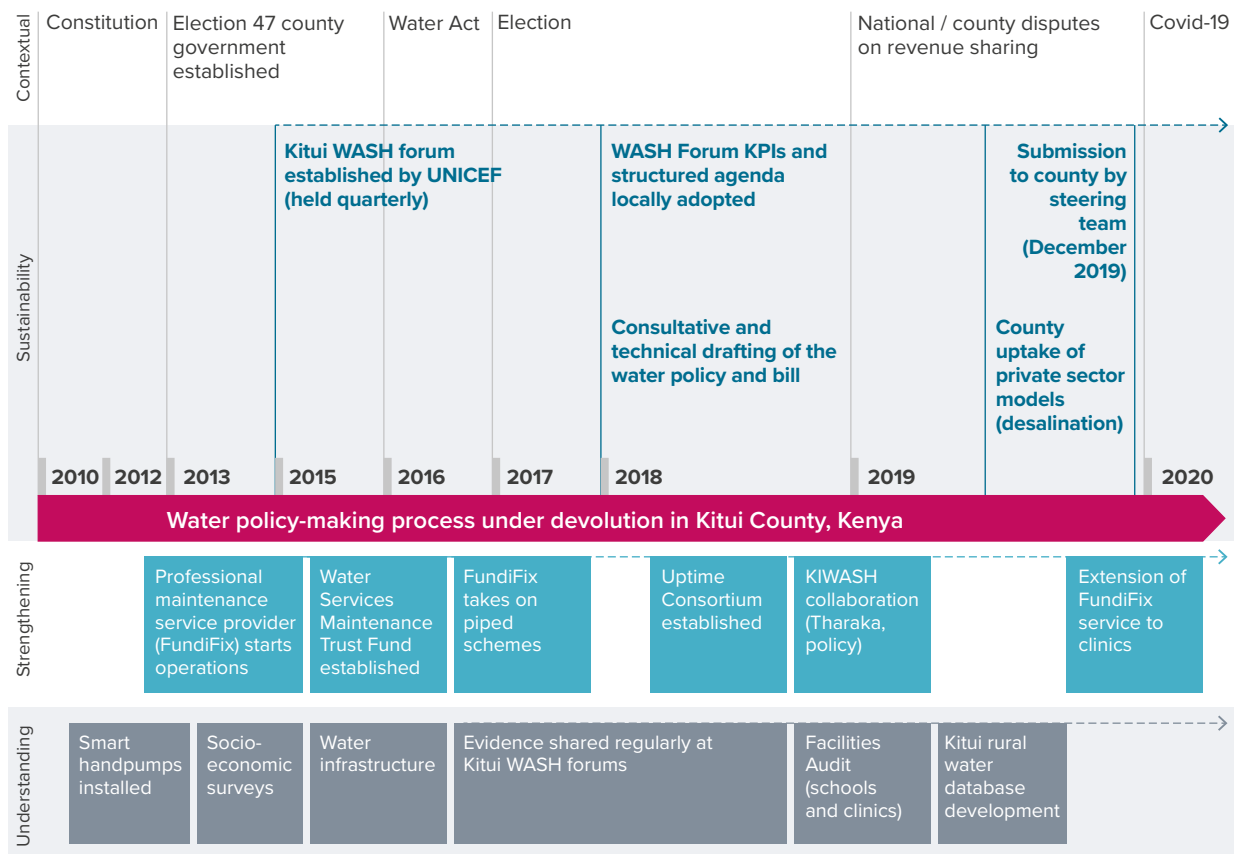 Contextual
Constitution
Election 47 county
government
established
Water Act
Election
National / county disputes
on revenue sharing
Covid-19
Sustainability
Kitui WASH forum
established by UNICEF
(held quarterly)
WASH Forum KPIs and
structured agenda
locally adopted
Submission
to county by
steering
team
(December
2019)
Consultative and
technical drafting of the
water policy and bill
County
uptake of
private sector
models
(desalination)
2010
2012
2013
2015
2016
2017
2018
2019
2020
Water policy-making process under devolution in Kitui County, Kenya
Strengthening
Professional
maintenance
service provider
(FundiFix) starts
operations
Water
Services
Maintenance
Trust Fund
established
FundiFix
takes on
piped
schemes
Uptime
Consortium
established
KIWASH
collaboration
(Tharaka,
policy)
Extension of
FundiFix
service to
clinics
Understanding
Smart
handpumps
installed
Socio-
economic
surveys
Water
infrastructure
Evidence shared regularly at
Kitui WASH forums
Facilities
Audit
(schools
and clinics)
Kitui rural
water
database
development